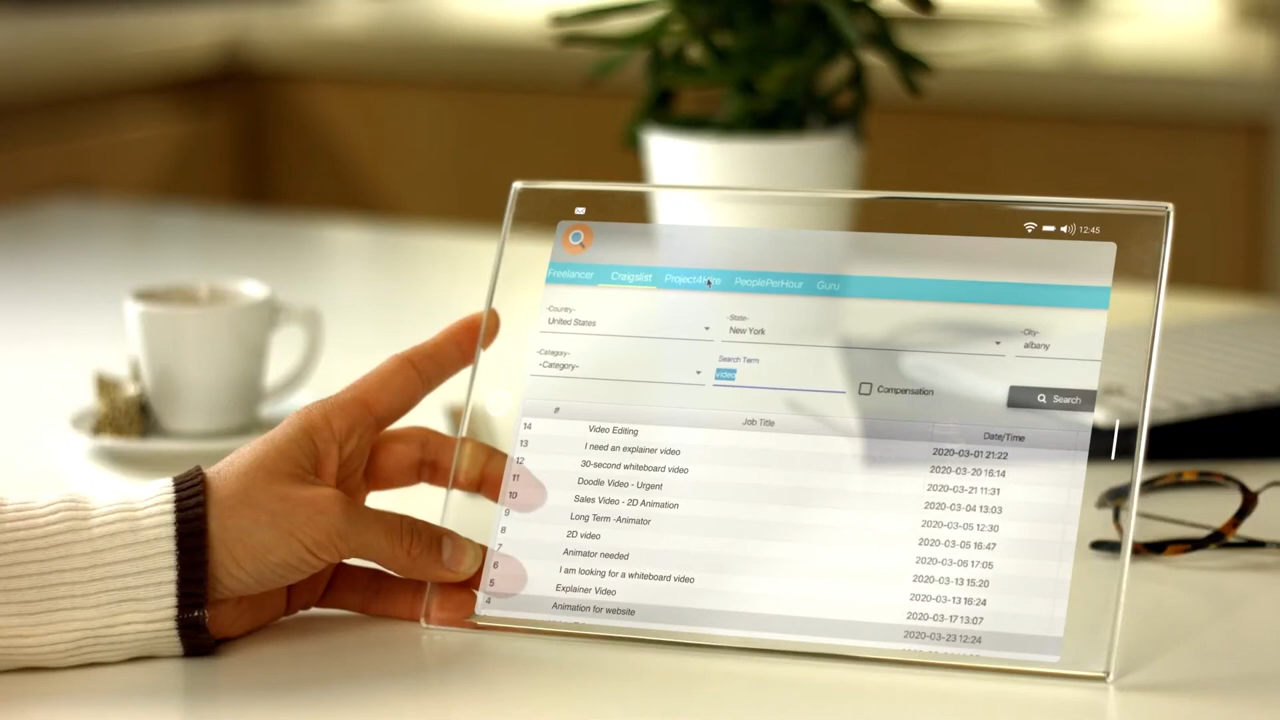 12:45
Freelancer Craigslist Project4Hire PeoplePerHour Guru
-Country- -State- -City-
United States New York albany
-Category- Search Term
-Category- video Compensation Search
# Job Title Date/Time
14 Video Editing 2020-03-01 21:22
13 I need an explainer video 2020-03-20 16:14
12 30-second whiteboard video 2020-03-21 11:31
11 Doodle Video - Urgent 2020-03-04 13:03
10 Sales Video - 2D Animation 2020-03-05 12:30
9 Long Term -Animator 2020-03-05 16:47
8 2D video 2020-03-06 17:05
7 Animator needed 2020-03-13 15:20
6 I am looking for a whiteboard video 2020-03-13 16:24
5 Explainer Video 2020-03-17 13:07
4 Animation for website 2020-03-23 12:24